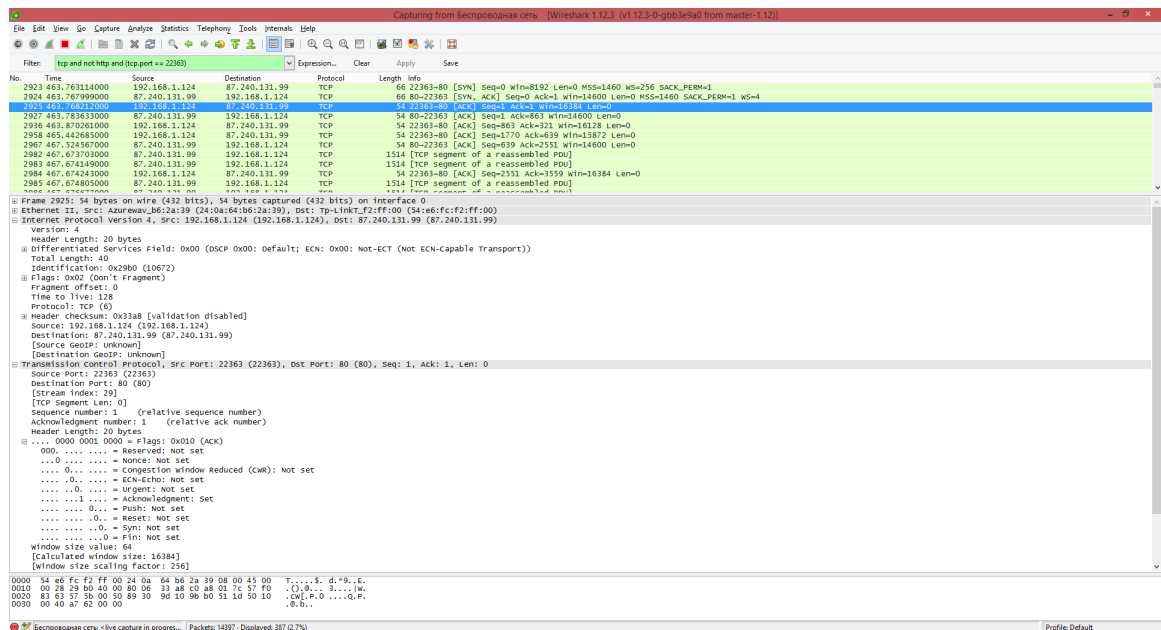 Capturing from Беспроводная сеть [Wireshark 1.12.3 (v1.12.3-0-gbb3e9a0 from master-1.12)]
File Edit View Go Capture Analyze Statistics Telephony Tools Internals Help
Filter: tcp and not http and (tcp.port == 22363) Expression... Clear Apply Save
No. Time Source Destination Protocol Length Info
2923 463.763114000 192.168.1.124 87.240.131.99 TCP 66 22363→80 [SYN] Seq=0 Win=8192 Len=0 MSS=1460 WS=256 SACK_PERM=1
2924 463.767999000 87.240.131.99 192.168.1.124 TCP 66 80→22363 [SYN, ACK] Seq=0 Ack=1 Win=14600 Len=0 MSS=1460 SACK_PERM=1 WS=4
2925 463.768212000 192.168.1.124 87.240.131.99 TCP 54 22363→80 [ACK] Seq=1 Ack=1 Win=16384 Len=0
2927 463.783633000 87.240.131.99 192.168.1.124 TCP 54 80→22363 [ACK] Seq=1 Ack=863 Win=14600 Len=0
2936 463.870261000 192.168.1.124 87.240.131.99 TCP 54 22363→80 [ACK] Seq=863 Ack=321 Win=16128 Len=0
2958 465.442685000 192.168.1.124 87.240.131.99 TCP 54 22363→80 [ACK] Seq=1770 Ack=639 Win=15872 Len=0
2967 467.524567000 87.240.131.99 192.168.1.124 TCP 54 80→22363 [ACK] Seq=639 Ack=2551 Win=14600 Len=0
2982 467.673703000 87.240.131.99 192.168.1.124 TCP 1514 [TCP segment of a reassembled PDU]
2983 467.674149000 87.240.131.99 192.168.1.124 TCP 1514 [TCP segment of a reassembled PDU]
2984 467.674243000 192.168.1.124 87.240.131.99 TCP 54 22363→80 [ACK] Seq=2551 Ack=3559 Win=16384 Len=0
2985 467.674805000 87.240.131.99 192.168.1.124 TCP 1514 [TCP segment of a reassembled PDU]
Frame 2925: 54 bytes on wire (432 bits), 54 bytes captured (432 bits) on interface 0
Ethernet II, Src: Azurewav_b6:2a:39 (24:0a:64:b6:2a:39), Dst: Tp-LinkT_f2:ff:00 (54:e6:fc:f2:ff:00)
Internet Protocol Version 4, Src: 192.168.1.124 (192.168.1.124), Dst: 87.240.131.99 (87.240.131.99)
Version: 4
Header Length: 20 bytes
Differentiated Services Field: 0x00 (DSCP 0x00: Default; ECN: 0x00: Not-ECT (Not ECN-Capable Transport))
Total Length: 40
Identification: 0x29b0 (10672)
Flags: 0x02 (Don't Fragment)
Fragment offset: 0
Time to live: 128
Protocol: TCP (6)
Header checksum: 0x33a8 [validation disabled]
Source: 192.168.1.124 (192.168.1.124)
Destination: 87.240.131.99 (87.240.131.99)
[Source GeoIP: Unknown]
[Destination GeoIP: Unknown]
Transmission Control Protocol, Src Port: 22363 (22363), Dst Port: 80 (80), Seq: 1, Ack: 1, Len: 0
Source Port: 22363 (22363)
Destination Port: 80 (80)
[Stream index: 29]
[TCP Segment Len: 0]
Sequence number: 1 (relative sequence number)
Acknowledgment number: 1 (relative ack number)
Header Length: 20 bytes
.... 0000 0001 0000 = Flags: 0x010 (ACK)
000. .... .... = Reserved: Not set
...0 .... .... = Nonce: Not set
.... 0... .... = Congestion Window Reduced (CWR): Not set
.... .0.. .... = ECN-Echo: Not set
.... ..0. .... = Urgent: Not set
.... ...1 .... = Acknowledgment: Set
.... .... 0... = Push: Not set
.... .... .0.. = Reset: Not set
.... .... ..0. = Syn: Not set
.... .... ...0 = Fin: Not set
Window size value: 64
[Calculated window size: 16384]
[Window size scaling factor: 256]
0000 54 e6 fc f2 ff 00 24 0a 64 b6 2a 39 08 00 45 00 T.....$. d.*9..E.
0010 00 28 29 b0 40 00 80 06 33 a8 c0 a8 01 7c 57 f0 .().@... 3....|W.
0020 83 63 57 5b 00 50 89 30 9d 10 9b b0 51 1d 50 10 .cW[.P.0 ....Q.P.
0030 00 40 a7 62 00 00 .@.b..
Беспроводная сеть: <live capture in progres... Packets: 14397 · Displayed: 387 (2.7%) Profile: Default